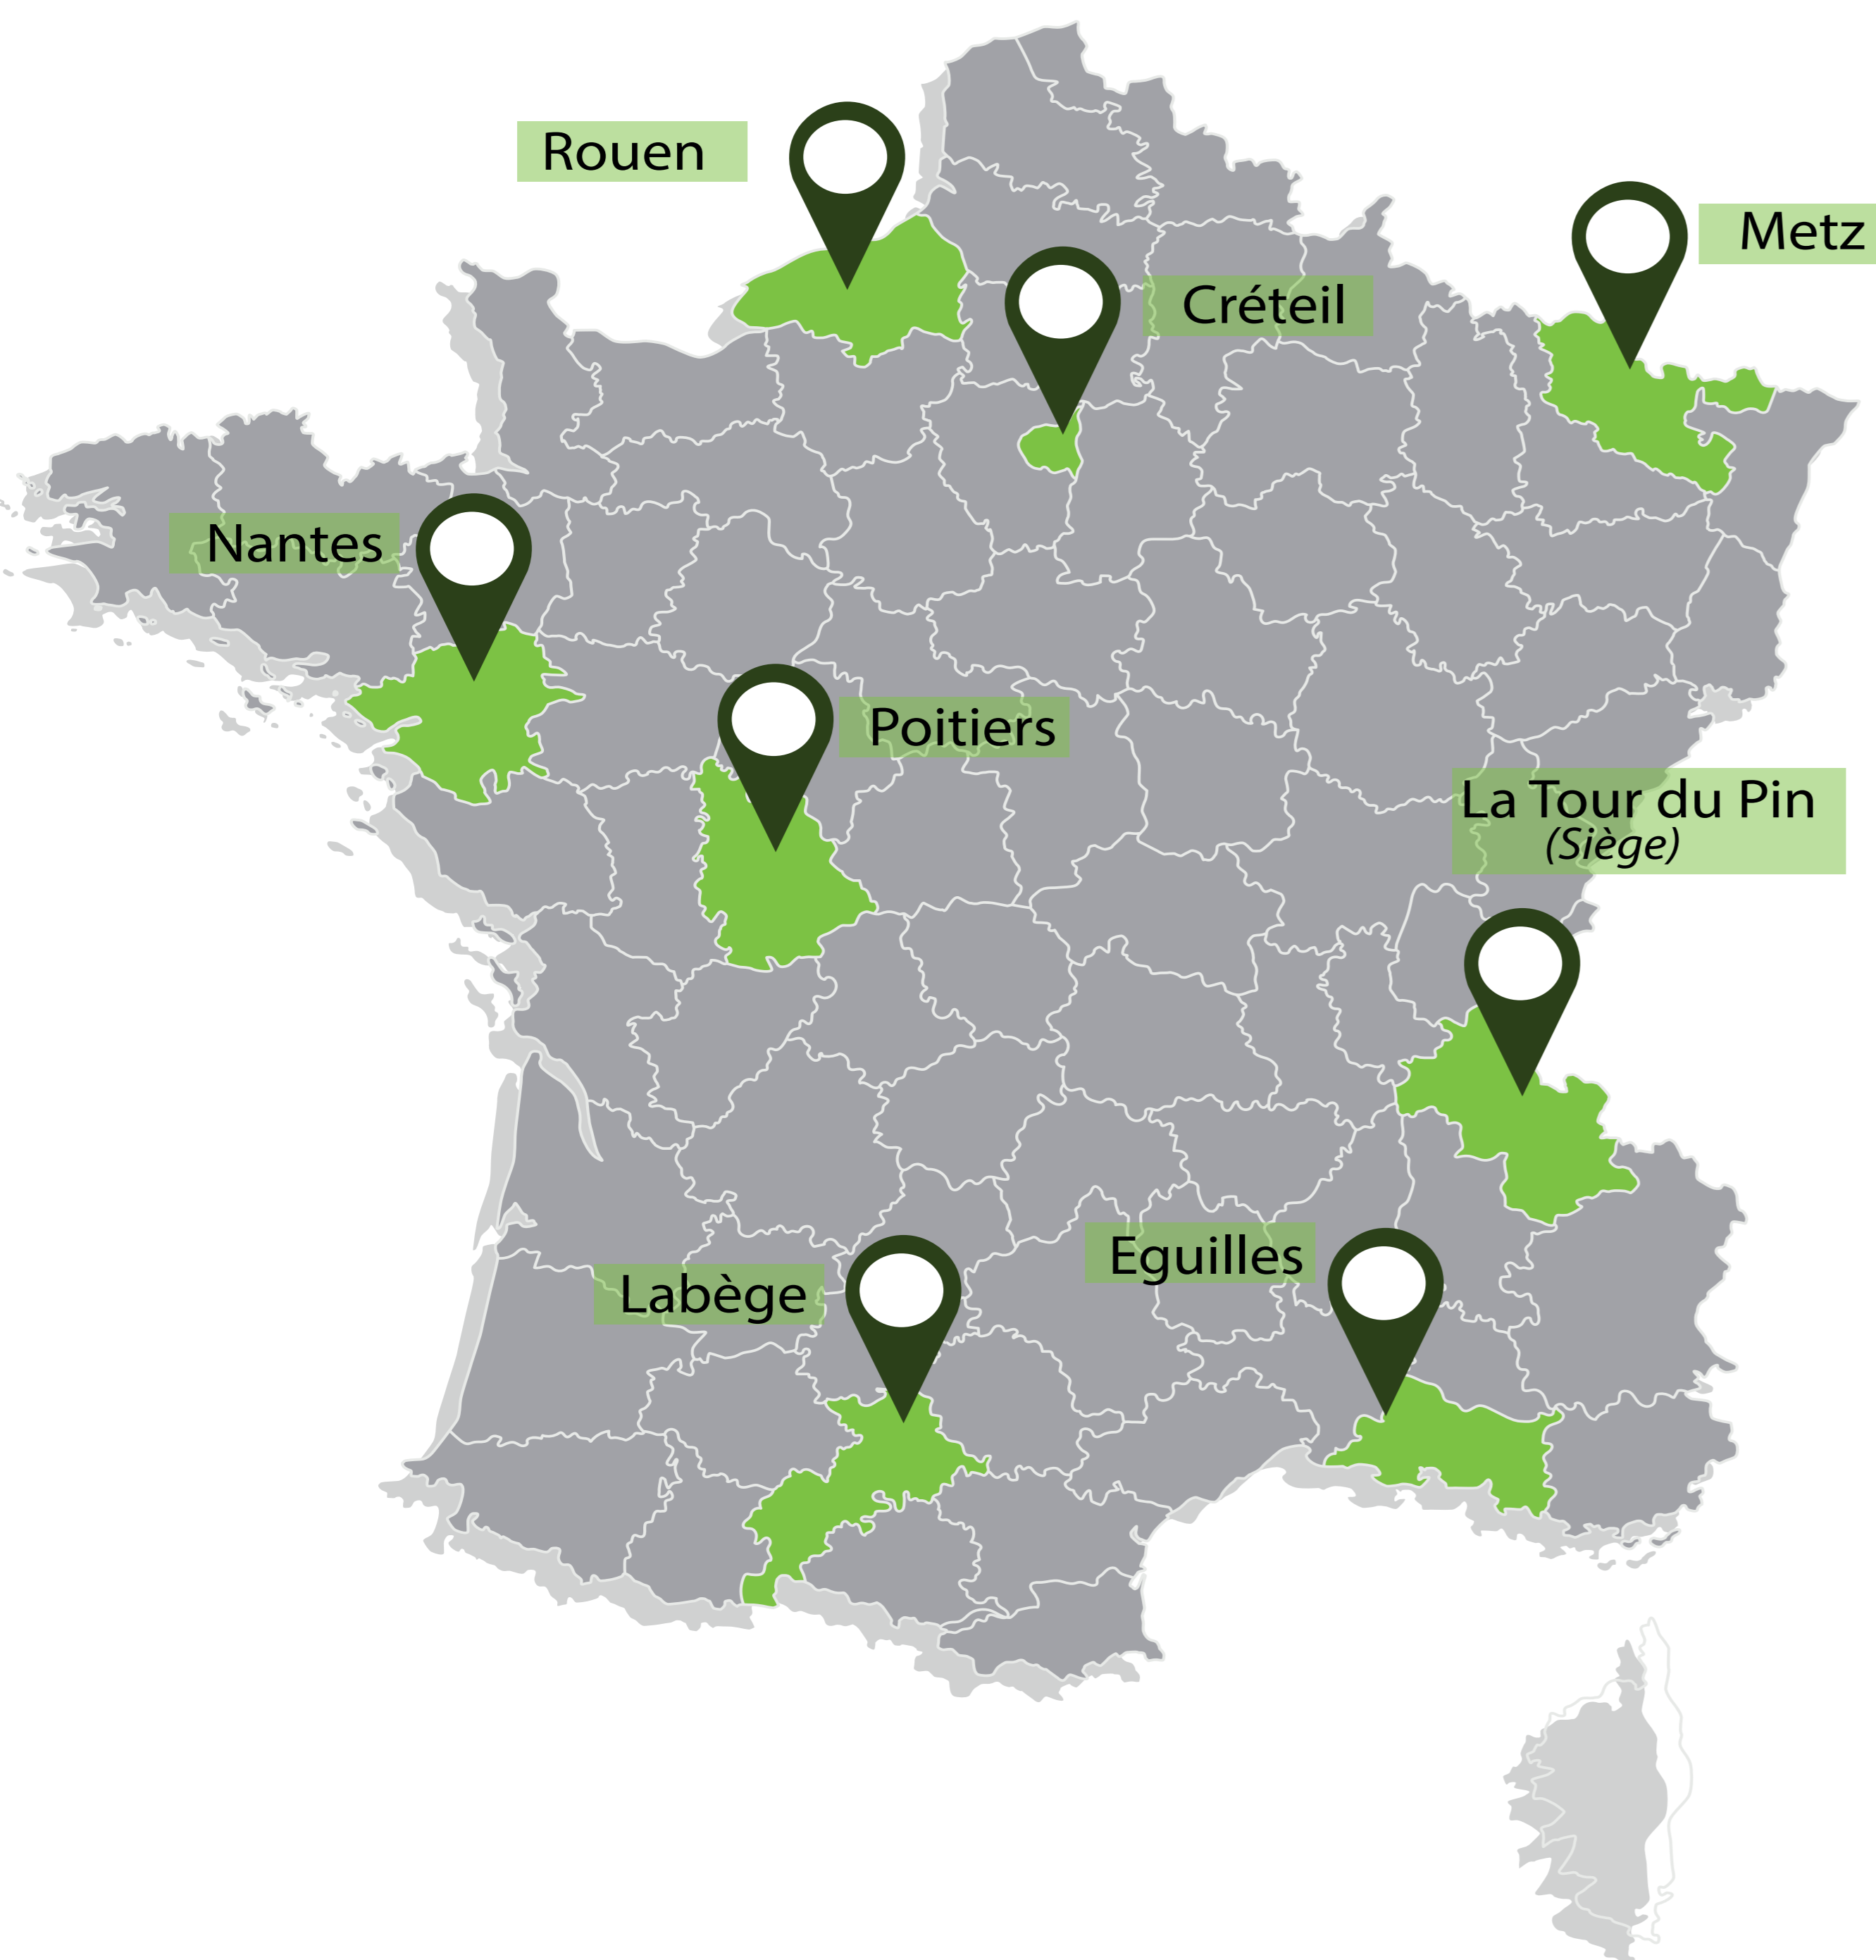 Rouen
Metz
Créteil
Nantes
Poitiers
La Tour du Pin
(Siège)
Eguilles
Labège